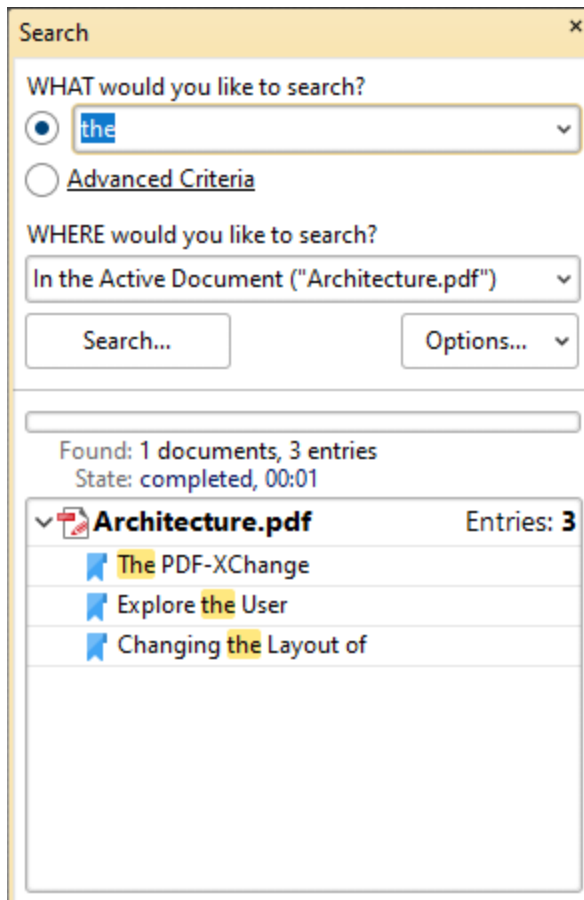 Search
WHAT would you like to search?
the
Advanced Criteria
WHERE would you like to search?
In the Active Document ("Architecture.pdf")
Search... Options...
Found: 1 documents, 3 entries
State: completed, 00:01
Architecture.pdf Entries: 3
The PDF-XChange
Explore the User
Changing the Layout of